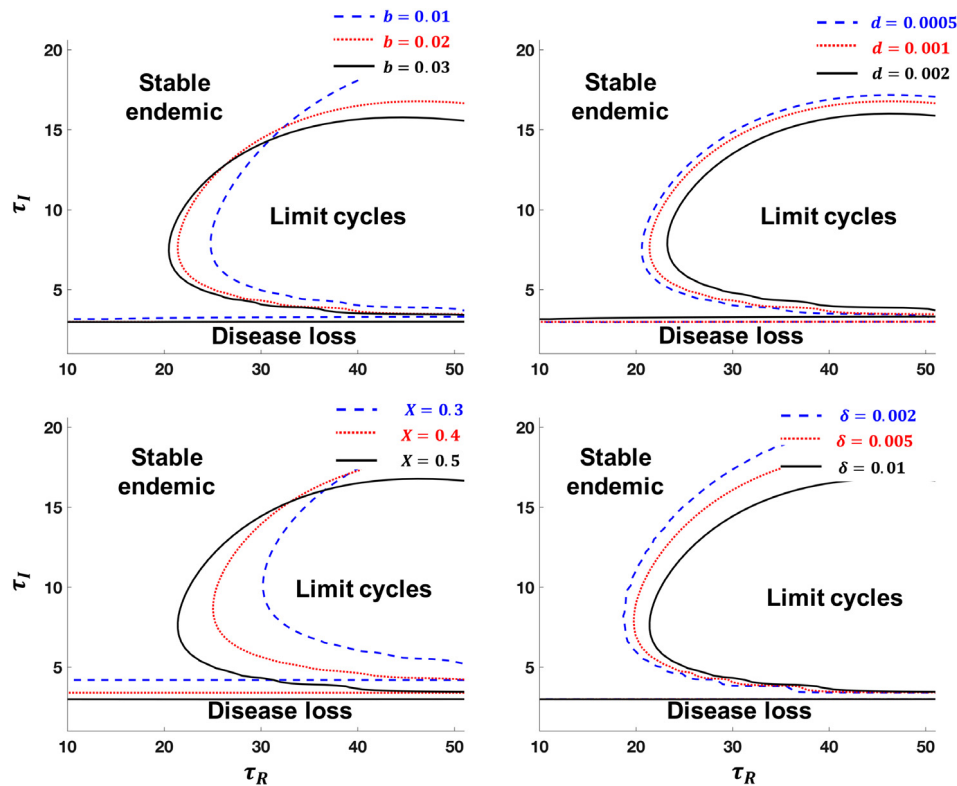 b = 0.01
b = 0.02
b = 0.03
20
15
10
5
τ_I
Stable
endemic
Limit cycles
Disease loss
10 20 30 40 50
d = 0.0005
d = 0.001
d = 0.002
20
15
10
5
Stable
endemic
Limit cycles
Disease loss
10 20 30 40 50
X = 0.3
X = 0.4
X = 0.5
20
15
10
5
τ_I
Stable
endemic
Limit cycles
Disease loss
10 20 30 40 50
τ_R
δ = 0.002
δ = 0.005
δ = 0.01
20
15
10
5
Stable
endemic
Limit cycles
Disease loss
10 20 30 40 50
τ_R